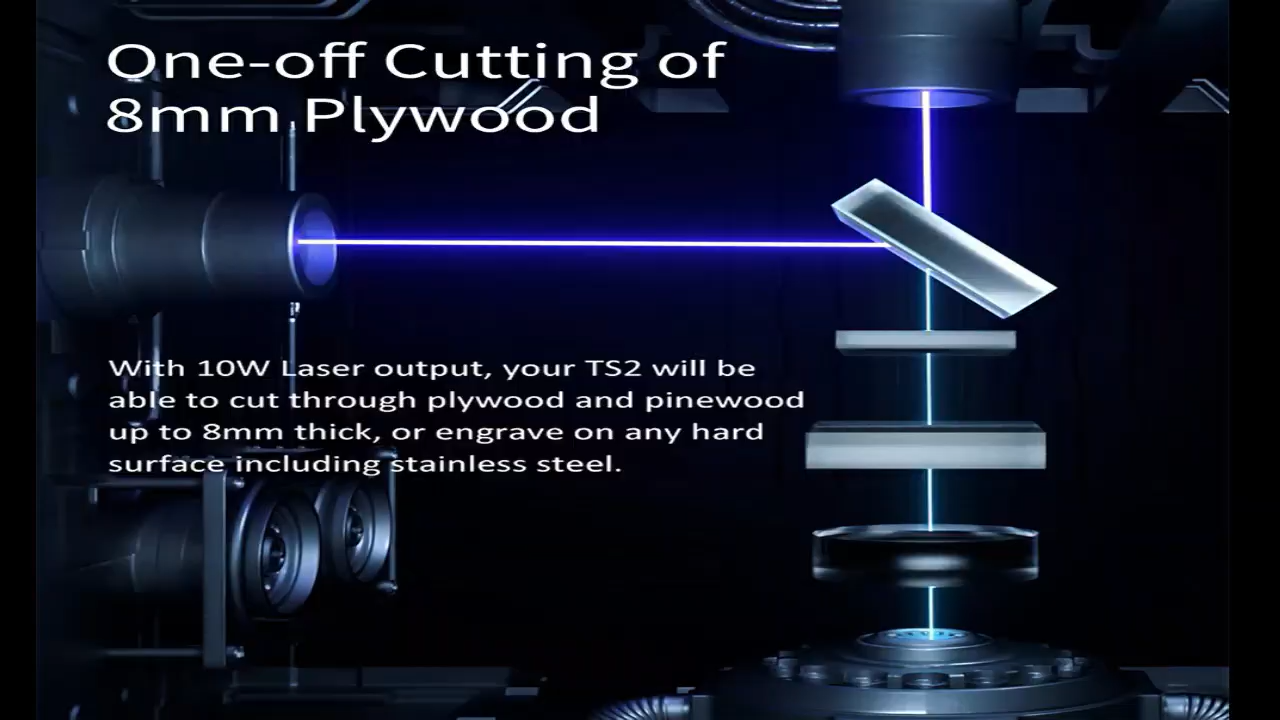 One-off Cutting of
8mm Plywood
With 10W Laser output, your TS2 will be
able to cut through plywood and pinewood
up to 8mm thick, or engrave on any hard
surface including stainless steel.